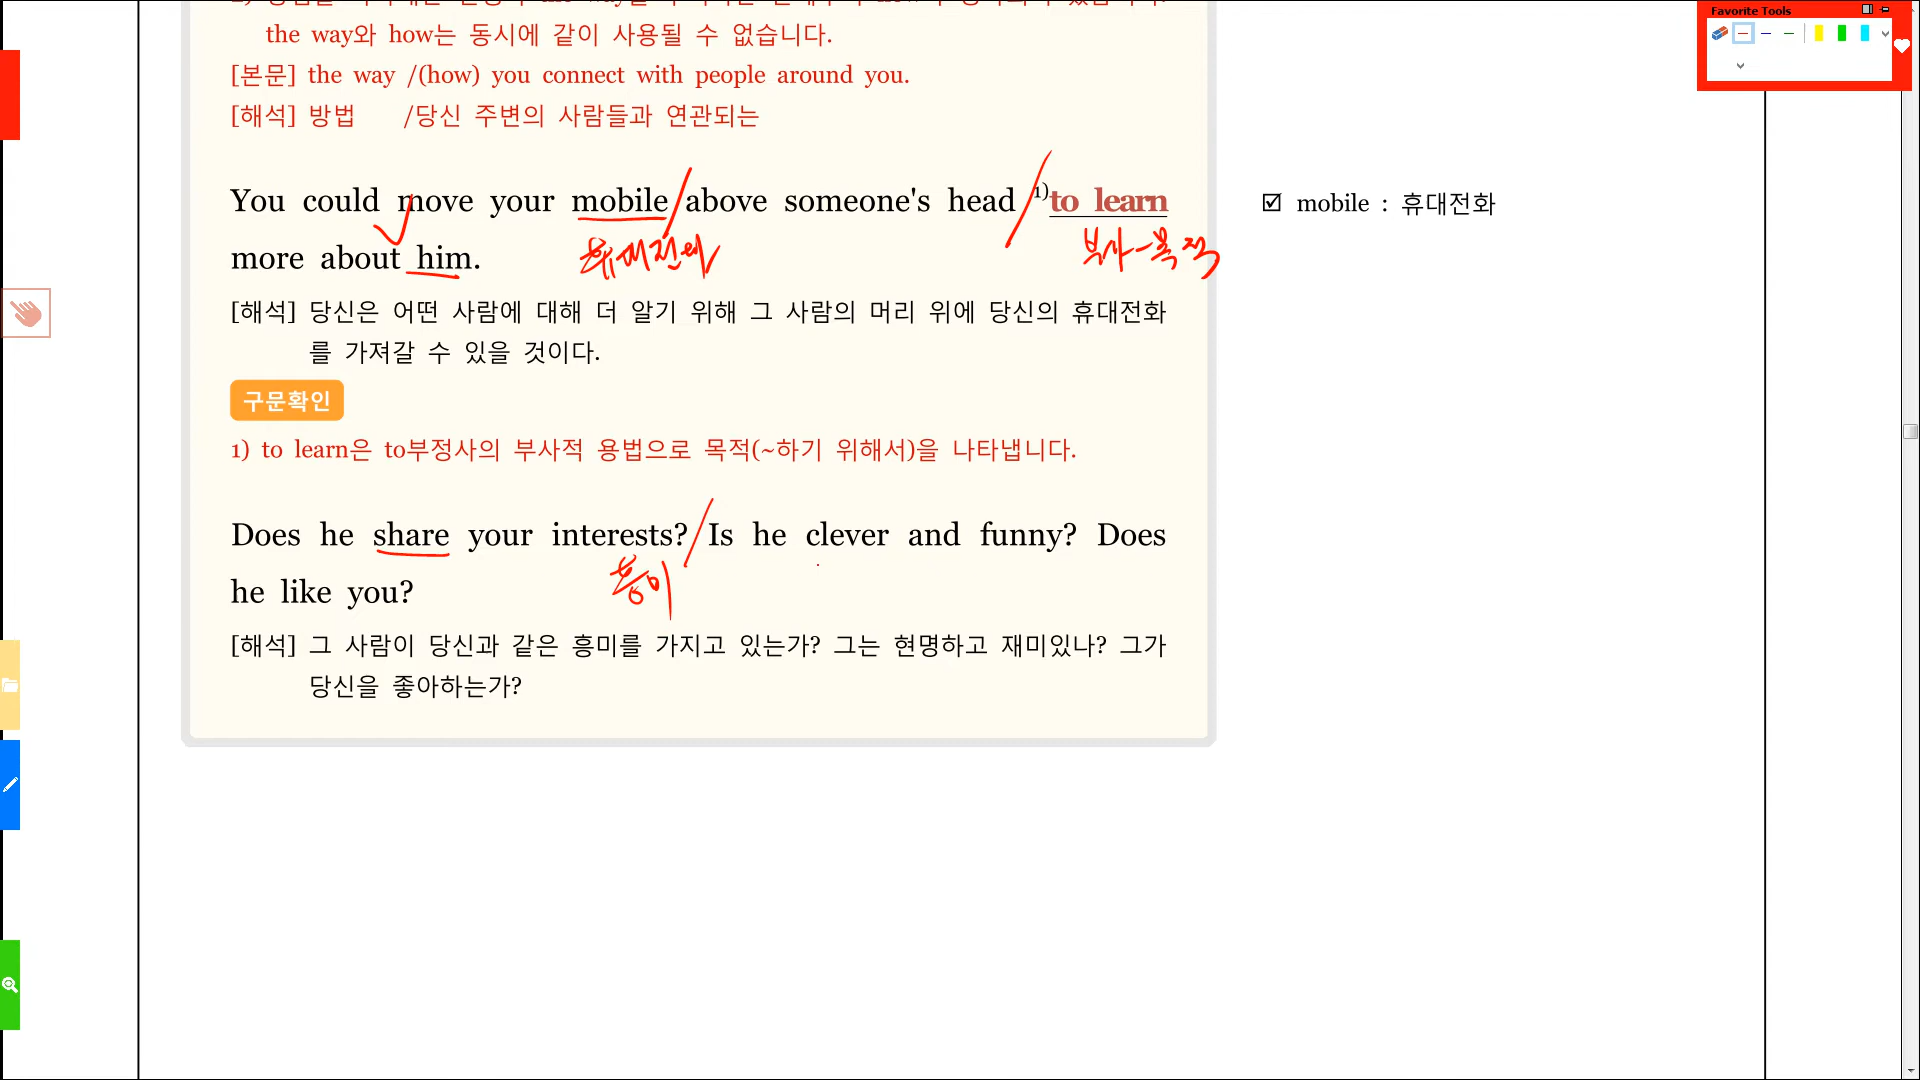 the way와 how는 동시에 같이 사용될 수 없습니다.
[본문] the way /(how) you connect with people around you.
[해석] 방법 /당신 주변의 사람들과 연관되는
You could move your mobile above someone's head 1)to learn
more about him.
휴대전화
부사-목적
[해석] 당신은 어떤 사람에 대해 더 알기 위해 그 사람의 머리 위에 당신의 휴대전화
를 가져갈 수 있을 것이다.
구문확인
1) to learn은 to부정사의 부사적 용법으로 목적(~하기 위해서)을 나타냅니다.
Does he share your interests? Is he clever and funny? Does
he like you?
[해석] 그 사람이 당신과 같은 흥미를 가지고 있는가? 그는 현명하고 재미있나? 그가
당신을 좋아하는가?
☑ mobile : 휴대전화
Favorite Tools